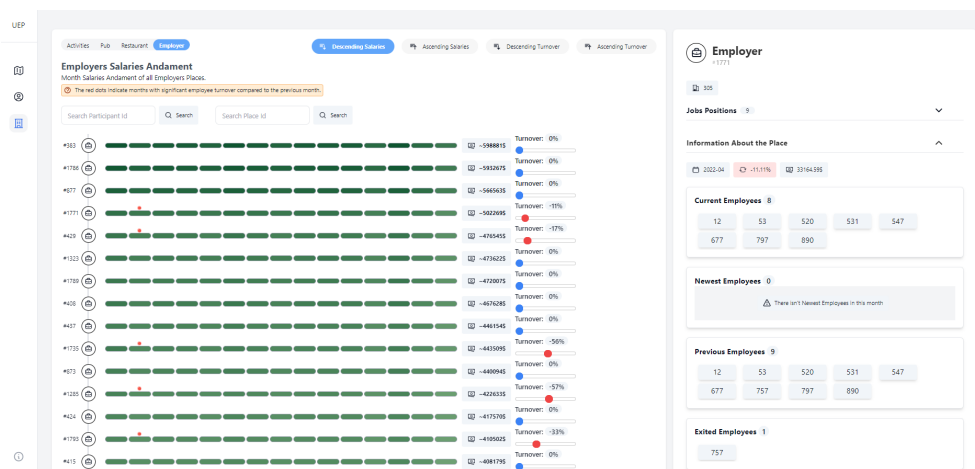 UEP
Activities Pub Restaurant Employer
Descending Salaries Ascending Salaries Descending Turnover Ascending Turnover
Employers Salaries Andament
Month Salaries Andament of all Employers Places.
The red dots indicate months with significant employee turnover compared to the previous month.
Search Participant Id Search Search Place Id Search
#383 ~598881$ Turnover: 0%
#1786 ~593267$ Turnover: 0%
#877 ~566563$ Turnover: 0%
#1771 ~502269$ Turnover: -11%
#429 ~476545$ Turnover: -17%
#1323 ~473622$ Turnover: 0%
#1789 ~472007$ Turnover: 0%
#408 ~467628$ Turnover: 0%
#437 ~446154$ Turnover: 0%
#1735 ~443509$ Turnover: -56%
#873 ~440094$ Turnover: 0%
#1285 ~422633$ Turnover: -57%
#424 ~417570$ Turnover: 0%
#1793 ~410502$ Turnover: -33%
#415 ~408179$ Turnover: 0%
Employer
#1771
305
Jobs Positions 9
Information About the Place
2022-04 -11.11% 33164.59$
Current Employees 8
12 53 520 531 547
677 797 890
Newest Employees 0
There Isn't Newest Employees in this month
Previous Employees 9
12 53 520 531 547
677 757 797 890
Exited Employees 1
757